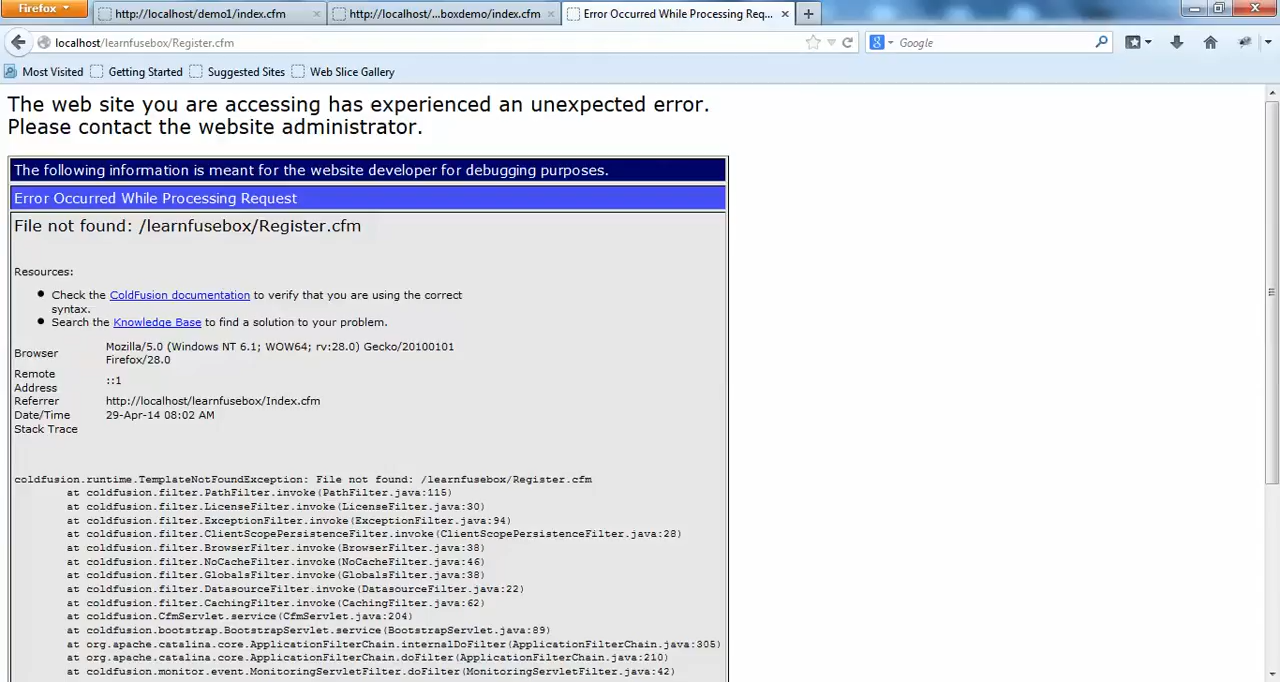 Firefox
http://localhost/demo1/index.cfm
http://localhost/...boxdemo/index.cfm
Error Occurred While Processing Req...
localhost/learnfusebox/Register.cfm
Google
Most Visited
Getting Started
Suggested Sites
Web Slice Gallery
The web site you are accessing has experienced an unexpected error.
Please contact the website administrator.
The following information is meant for the website developer for debugging purposes.
Error Occurred While Processing Request
File not found: /learnfusebox/Register.cfm
Resources:
Check the ColdFusion documentation to verify that you are using the correct
syntax.
Search the Knowledge Base to find a solution to your problem.
Browser
Mozilla/5.0 (Windows NT 6.1; WOW64; rv:28.0) Gecko/20100101
Firefox/28.0
Remote
Address
::1
Referrer http://localhost/learnfusebox/Index.cfm
Date/Time 29-Apr-14 08:02 AM
Stack Trace
coldfusion.runtime.TemplateNotFoundException: File not found: /learnfusebox/Register.cfm
at coldfusion.filter.PathFilter.invoke(PathFilter.java:115)
at coldfusion.filter.LicenseFilter.invoke(LicenseFilter.java:30)
at coldfusion.filter.ExceptionFilter.invoke(ExceptionFilter.java:94)
at coldfusion.filter.ClientScopePersistenceFilter.invoke(ClientScopePersistenceFilter.java:28)
at coldfusion.filter.BrowserFilter.invoke(BrowserFilter.java:38)
at coldfusion.filter.NoCacheFilter.invoke(NoCacheFilter.java:46)
at coldfusion.filter.GlobalsFilter.invoke(GlobalsFilter.java:38)
at coldfusion.filter.DatasourceFilter.invoke(DatasourceFilter.java:22)
at coldfusion.filter.CachingFilter.invoke(CachingFilter.java:62)
at coldfusion.CfmServlet.service(CfmServlet.java:204)
at coldfusion.bootstrap.BootstrapServlet.service(BootstrapServlet.java:89)
at org.apache.catalina.core.ApplicationFilterChain.internalDoFilter(ApplicationFilterChain.java:305)
at org.apache.catalina.core.ApplicationFilterChain.doFilter(ApplicationFilterChain.java:210)
at coldfusion.monitor.event.MonitoringServletFilter.doFilter(MonitoringServletFilter.java:42)